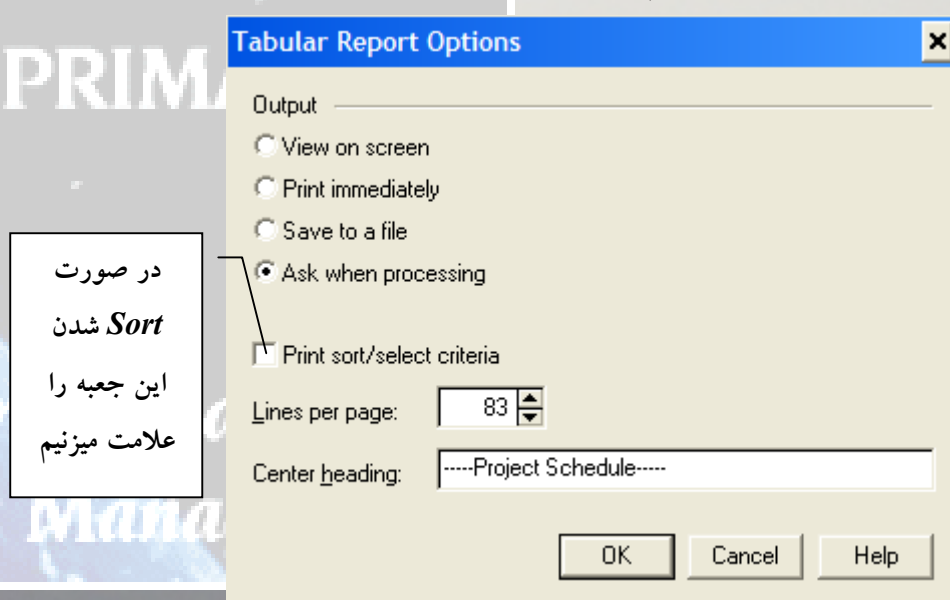 PRIMA
Tabular Report Options
Output
View on screen
Print immediately
Save to a file
Ask when processing
در صورت
Sort شدن
این جعبه را
علامت میزنیم
Print sort/select criteria
Lines per page: 83
Center heading: -----Project Schedule-----
Mana
OK Cancel Help